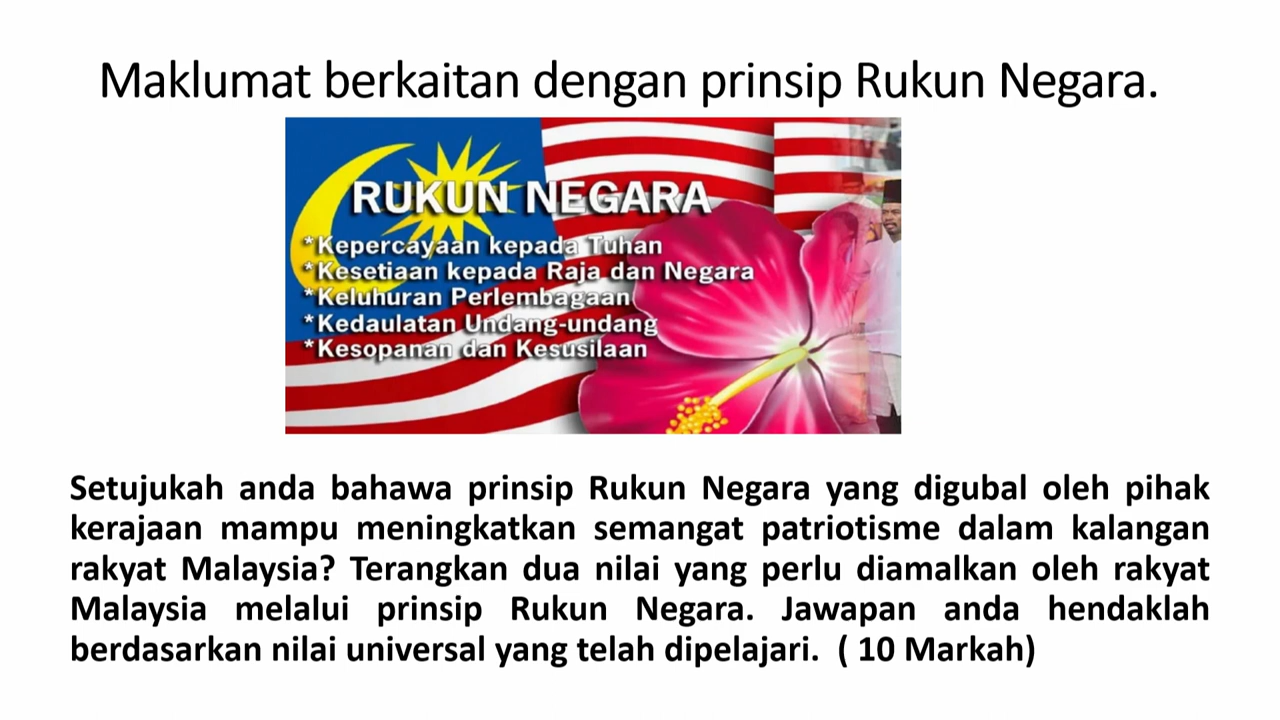 Maklumat berkaitan dengan prinsip Rukun Negara.
RUKUN NEGARA
*Kepercayaan kepada Tuhan
*Kesetiaan kepada Raja dan Negara
*Keluhuran Perlembagaan
*Kedaulatan Undang-undang
*Kesopanan dan Kesusilaan
Setujukah anda bahawa prinsip Rukun Negara yang digubal oleh pihak
kerajaan mampu meningkatkan semangat patriotisme dalam kalangan
rakyat Malaysia? Terangkan dua nilai yang perlu diamalkan oleh rakyat
Malaysia melalui prinsip Rukun Negara. Jawapan anda hendaklah
berdasarkan nilai universal yang telah dipelajari. ( 10 Markah)